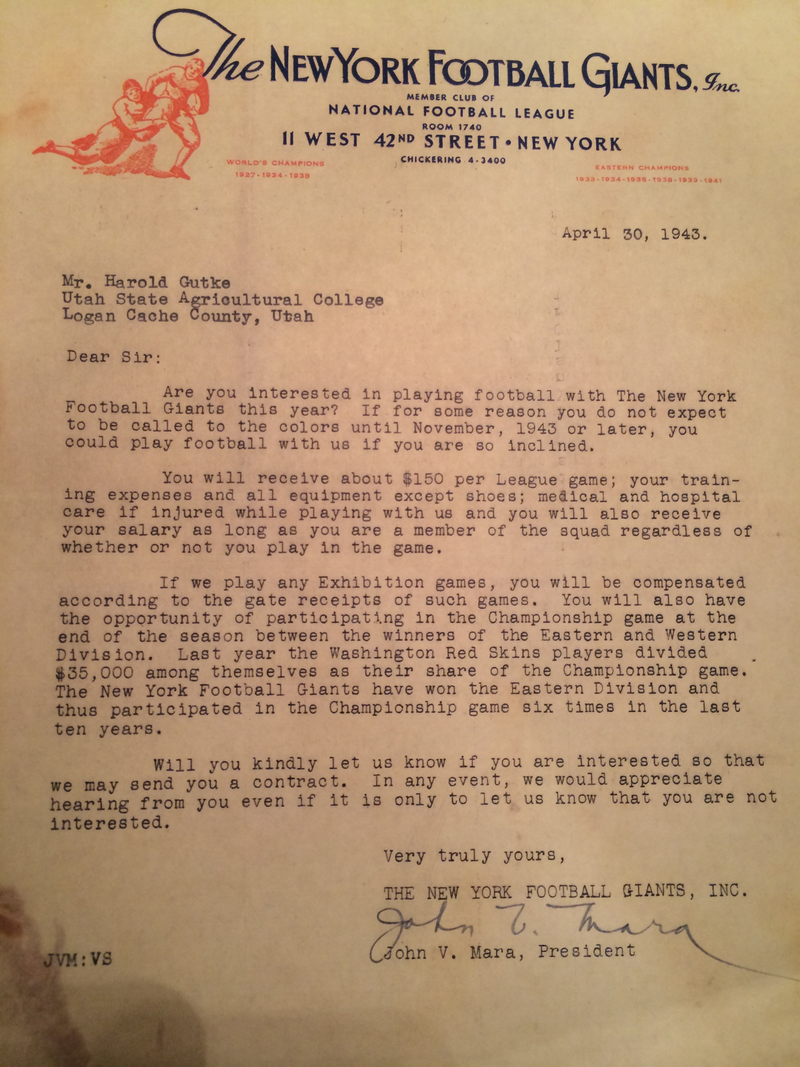 The NEW YORK FOOTBALL GIANTS, Inc.
MEMBER CLUB OF
NATIONAL FOOTBALL LEAGUE
ROOM 1740
11 WEST 42ND STREET • NEW YORK
CHICKERING 4-3400
WORLD'S CHAMPIONS
1927-1934-1938
EASTERN CHAMPIONS
1933-1934-1935-1938-1939-1941
April 30, 1943.
Mr. Harold Gutke
Utah State Agricultural College
Logan Cache County, Utah
Dear Sir:
Are you interested in playing football with The New York
Football Giants this year? If for some reason you do not expect
to be called to the colors until November, 1943 or later, you
could play football with us if you are so inclined.
You will receive about $150 per League game; your train-
ing expenses and all equipment except shoes; medical and hospital
care if injured while playing with us and you will also receive
your salary as long as you are a member of the squad regardless of
whether or not you play in the game.
If we play any Exhibition games, you will be compensated
according to the gate receipts of such games. You will also have
the opportunity of participating in the Championship game at the
end of the season between the winners of the Eastern and Western
Division. Last year the Washington Red Skins players divided
$35,000 among themselves as their share of the Championship game.
The New York Football Giants have won the Eastern Division and
thus participated in the Championship game six times in the last
ten years.
Will you kindly let us know if you are interested so that
we may send you a contract. In any event, we would appreciate
hearing from you even if it is only to let us know that you are not
interested.
Very truly yours,
THE NEW YORK FOOTBALL GIANTS, INC.
John V. Mara
John V. Mara, President
JVM:VS